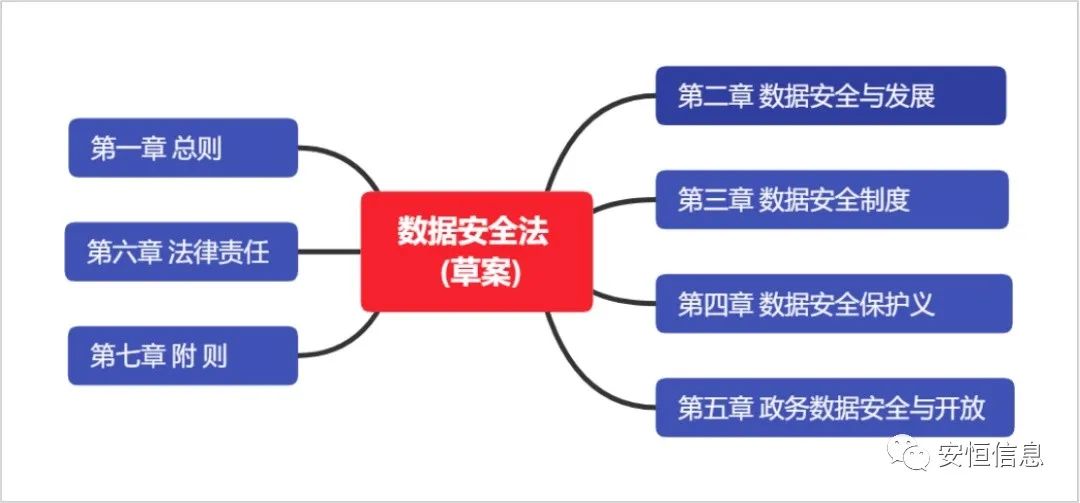 第一章 总则
第六章 法律责任
第七章 附 则
数据安全法
(草案)
第二章 数据安全与发展
第三章 数据安全制度
第四章 数据安全保护义
第五章 政务数据安全与开放
安恒信息